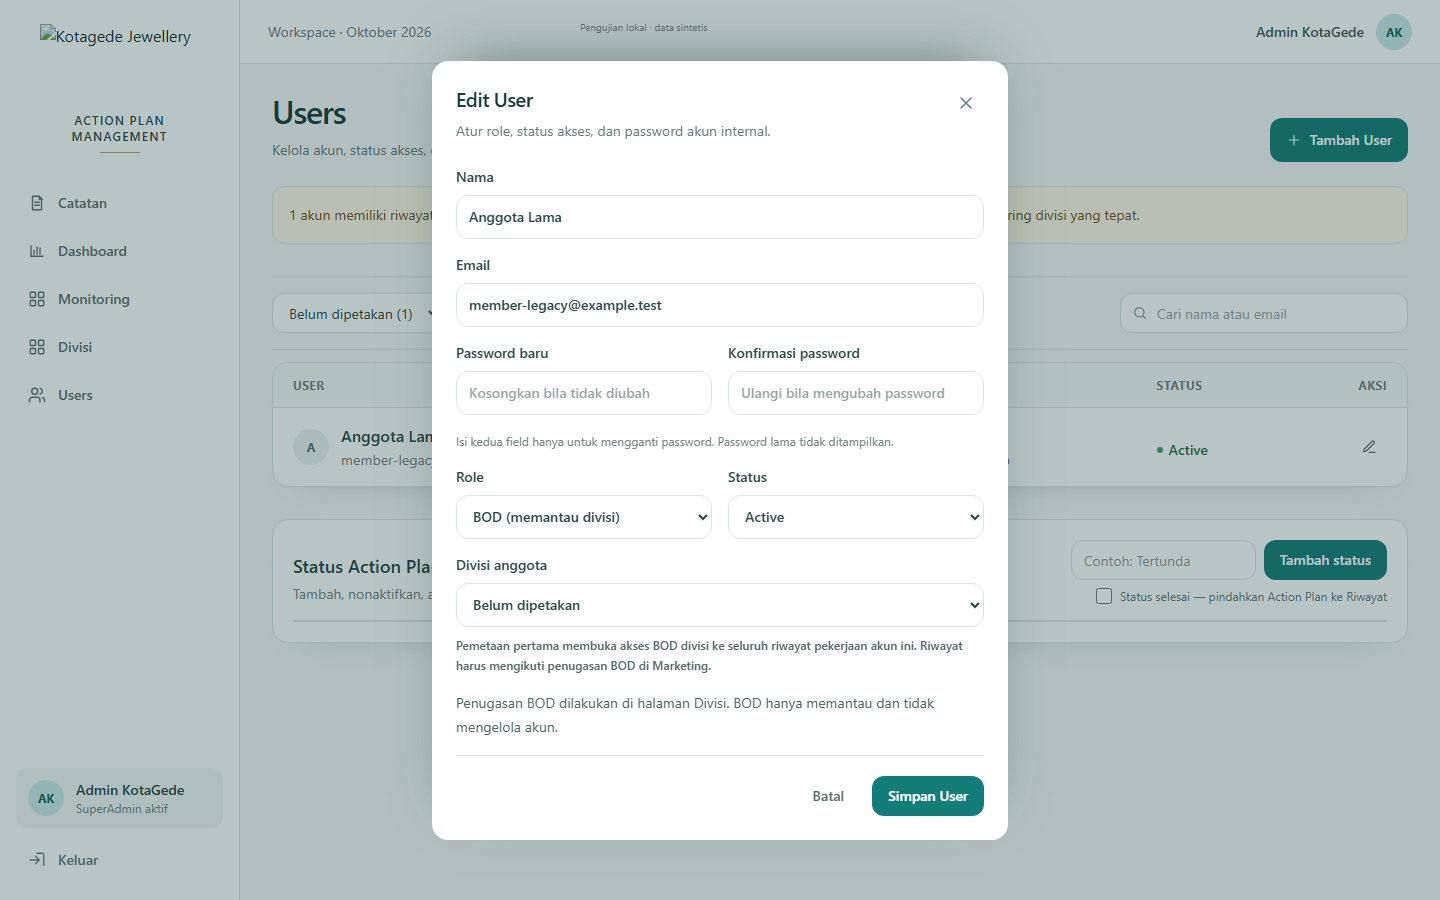 Kotagede Jewellery
ACTION PLAN
MANAGEMENT
Catatan
Dashboard
Monitoring
Divisi
Users
AK
Admin KotaGede
SuperAdmin aktif
Keluar
Workspace · Oktober 2026
Pengujian lokal · data sintetis
Admin KotaGede
AK
Users
Kelola akun, status akses,
Tambah User
1 akun memiliki riwayat
ring divisi yang tepat.
Belum dipetakan (1)
Cari nama atau email
USER
STATUS
AKSI
A
Anggota Lam
member-legacy
Active
Status Action Pla
Tambah, nonaktifkan,
Contoh: Tertunda
Tambah status
Status selesai — pindahkan Action Plan ke Riwayat
Edit User
Atur role, status akses, dan password akun internal.
Nama
Anggota Lama
Email
member-legacy@example.test
Password baru
Konfirmasi password
Kosongkan bila tidak diubah
Ulangi bila mengubah password
Isi kedua field hanya untuk mengganti password. Password lama tidak ditampilkan.
Role
Status
BOD (memantau divisi)
Active
Divisi anggota
Belum dipetakan
Pemetaan pertama membuka akses BOD divisi ke seluruh riwayat pekerjaan akun ini. Riwayat
harus mengikuti penugasan BOD di Marketing.
Penugasan BOD dilakukan di halaman Divisi. BOD hanya memantau dan tidak
mengelola akun.
Batal
Simpan User